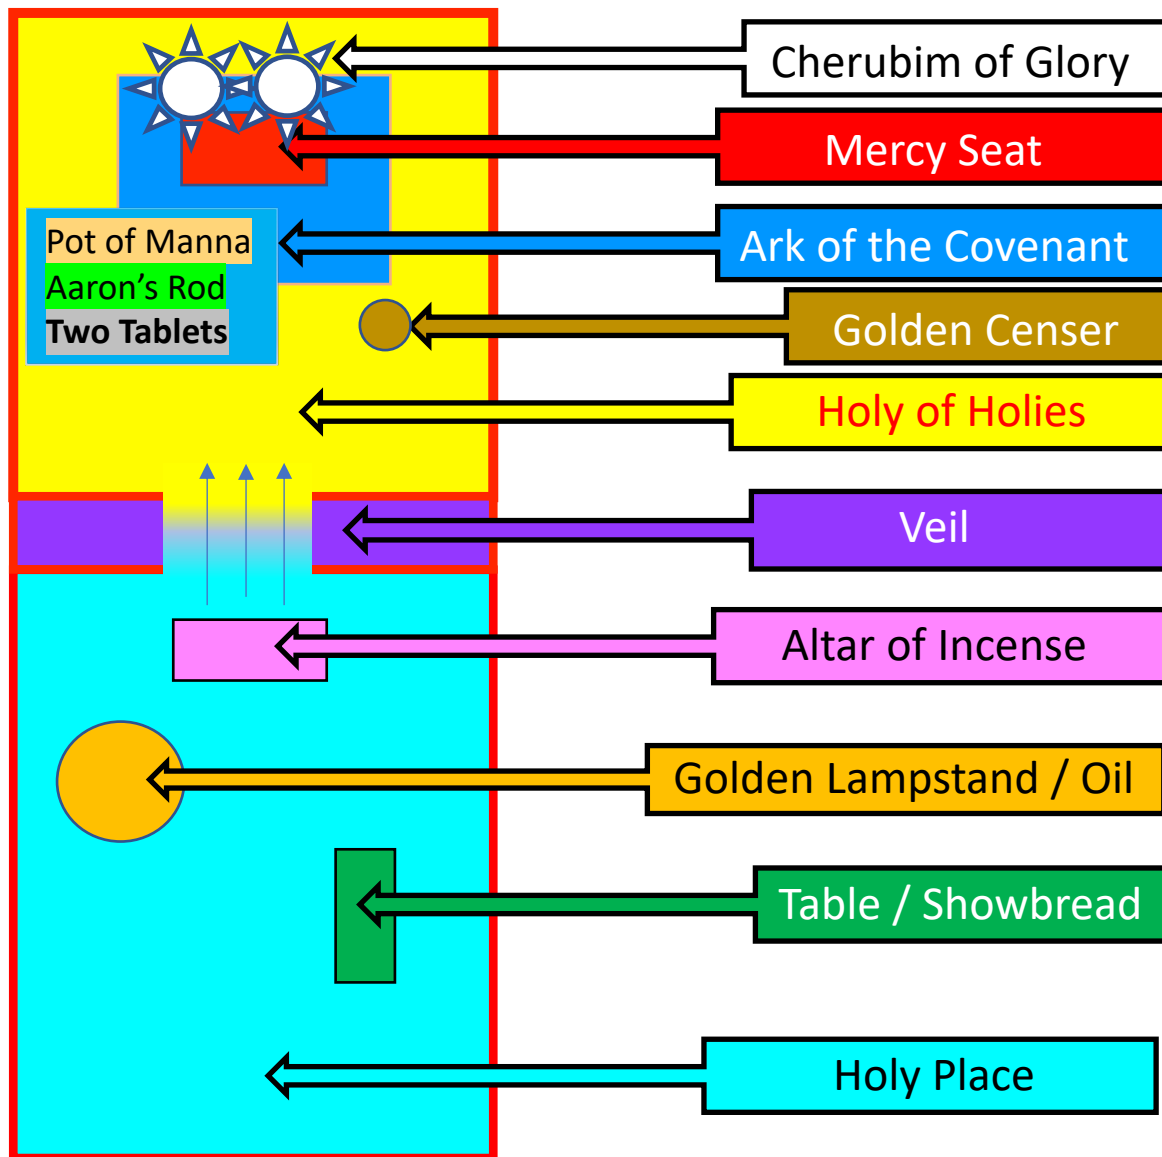 Cherubim of Glory
Mercy Seat
Ark of the Covenant
Pot of Manna
Aaron’s Rod
Two Tablets
Golden Censer
Holy of Holies
Veil
Altar of Incense
Golden Lampstand / Oil
Table / Showbread
Holy Place